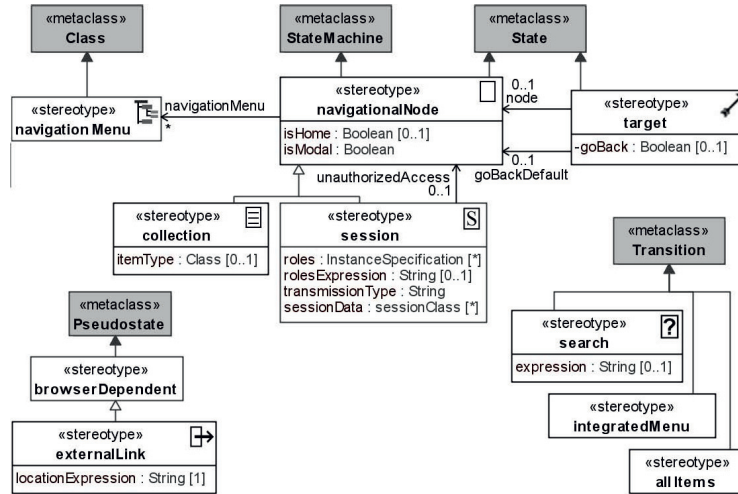 «metaclass»
Class
«metaclass»
StateMachine
«metaclass»
State
«stereotype»
navigation Menu
navigationMenu
*
«stereotype»
navigationalNode
isHome : Boolean [0..1]
isModal : Boolean
0..1
node
0..1
goBackDefault
«stereotype»
target
-goBack : Boolean [0..1]
unauthorizedAccess
0..1
«stereotype»
collection
itemType : Class [0..1]
«stereotype»
S
session
roles : InstanceSpecification [*]
rolesExpression : String [0..1]
transmissionType : String
sessionData : sessionClass [*]
«metaclass»
Transition
«metaclass»
Pseudostate
«stereotype»
browserDependent
«stereotype»
externalLink
locationExpression : String [1]
«stereotype»
?
search
expression : String [0..1]
«stereotype»
integratedMenu
«stereotype»
all Items